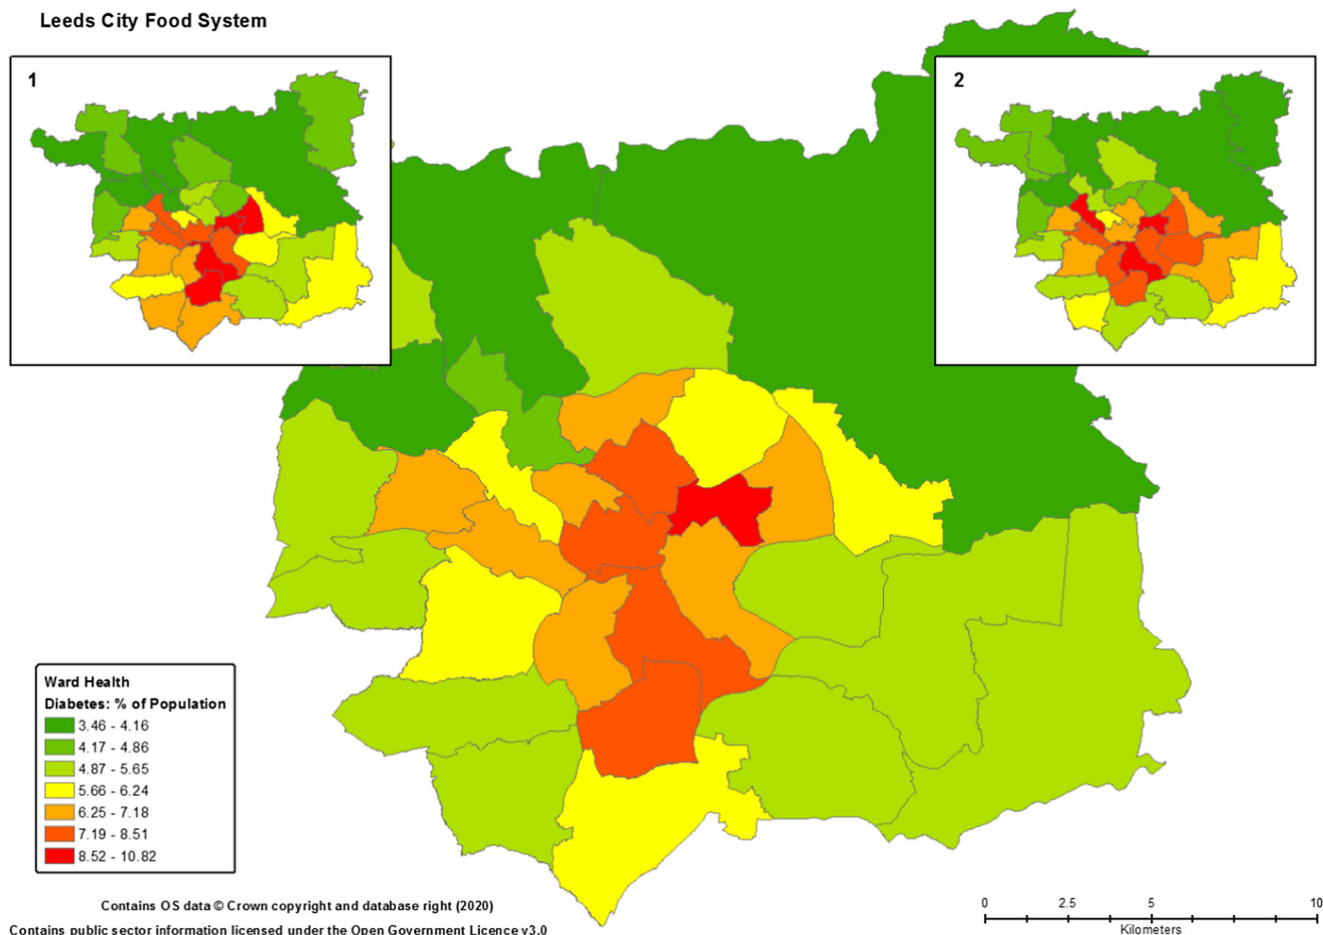 Leeds City Food System
1
2
Ward Health
Diabetes: % of Population
3.46 - 4.16
4.17 - 4.86
4.87 - 5.65
5.66 - 6.24
6.25 - 7.18
7.19 - 8.51
8.52 - 10.82
Contains OS data © Crown copyright and database right (2020)
Contains public sector information licensed under the Open Government Licence v3.0
0 2.5 5 10
Kilometers